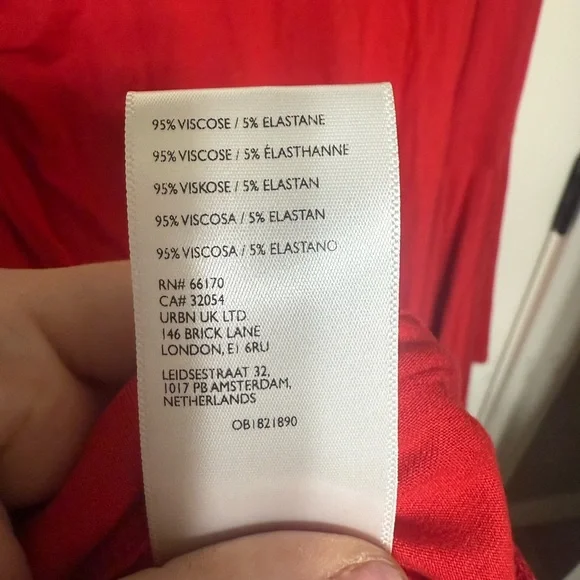 95% VISCOSE / 5% ELASTANE
95% VISCOSE / 5% ÉLASTHANNE
95% VISKOSE / 5% ELASTAN
95% VISCOSA / 5% ELASTAN
95% VISCOSA / 5% ELASTANO
RN# 66170
CA# 32054
URBN UK LTD
146 BRICK LANE
LONDON, E1 6RU
LEIDSESTRAAT 32,
1017 PB AMSTERDAM,
NETHERLANDS
OB1821890